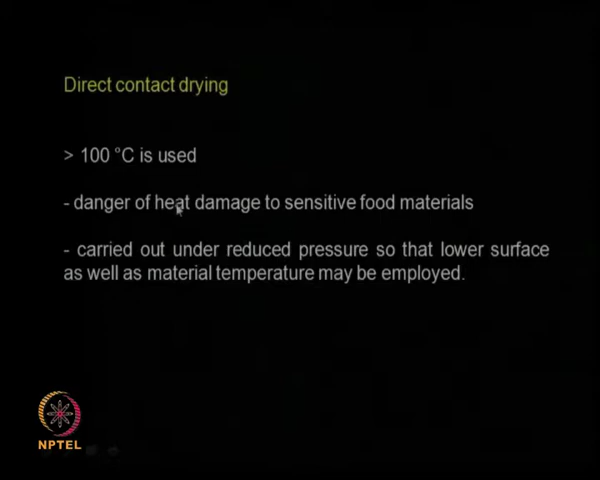 Direct contact drying
> 100 °C is used
- danger of heat damage to sensitive food materials
- carried out under reduced pressure so that lower surface
as well as material temperature may be employed.
NPTEL